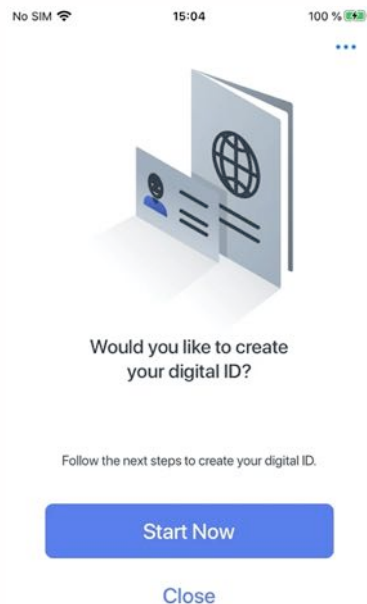 No SIM 15:04 100 %
Would you like to create
your digital ID?
Follow the next steps to create your digital ID.
Start Now
Close